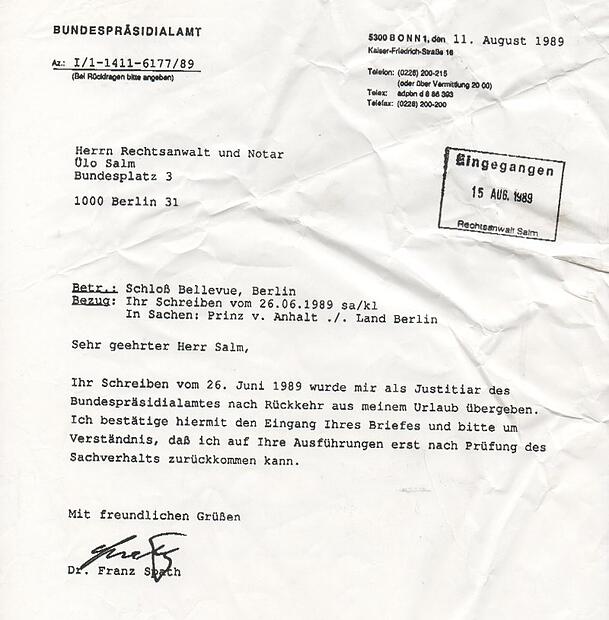 BUNDESPRÄSIDIALAMT
5300 BONN 1, den 11. August 1989
Kaiser-Friedrich-Straße 16
Az.: I/1-1411-6177/89
(Bei Rückfragen bitte angeben)
Telefon: (0228) 200-215
(oder über Vermittlung 20 00)
Telex: adpbn d 8 86 393
Telefax: (0228) 200-200
Herrn Rechtsanwalt und Notar
Ülo Salm
Bundesplatz 3
1000 Berlin 31
Eingegangen
15 AUG. 1989
Rechtsanwalt Salm
Betr.: Schloß Bellevue, Berlin
Bezug: Ihr Schreiben vom 26.06.1989 sa/kl
In Sachen: Prinz v. Anhalt ./. Land Berlin
Sehr geehrter Herr Salm,
Ihr Schreiben vom 26. Juni 1989 wurde mir als Justitiar des
Bundespräsidialamtes nach Rückkehr aus meinem Urlaub übergeben.
Ich bestätige hiermit den Eingang Ihres Briefes und bitte um
Verständnis, daß ich auf Ihre Ausführungen erst nach Prüfung des
Sachverhalts zurückkommen kann.
Mit freundlichen Grüßen
Dr. Franz Spath